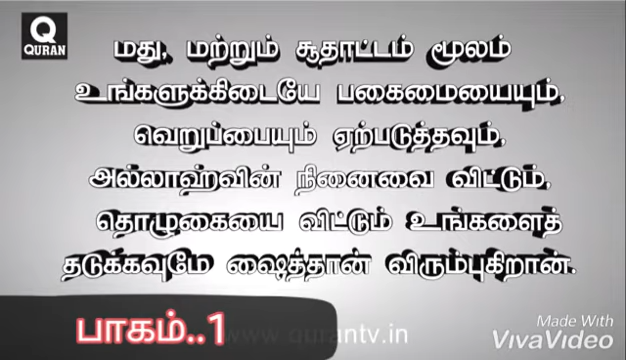 Q
QURAN
மது, மற்றும் சூதாட்டம் மூலம்
உங்களுக்கிடையே பகைமையையும்,
வெறுப்பையும் ஏற்படுத்தவும்,
அல்லாஹ்வின் நினைவை விட்டும்,
தொழுகையை விட்டும் உங்களைத்
தடுக்கவுமே ஷைத்தான் விரும்புகிறான்.
பாகம்..1
www.qurantv.in
Made With
VivaVideo